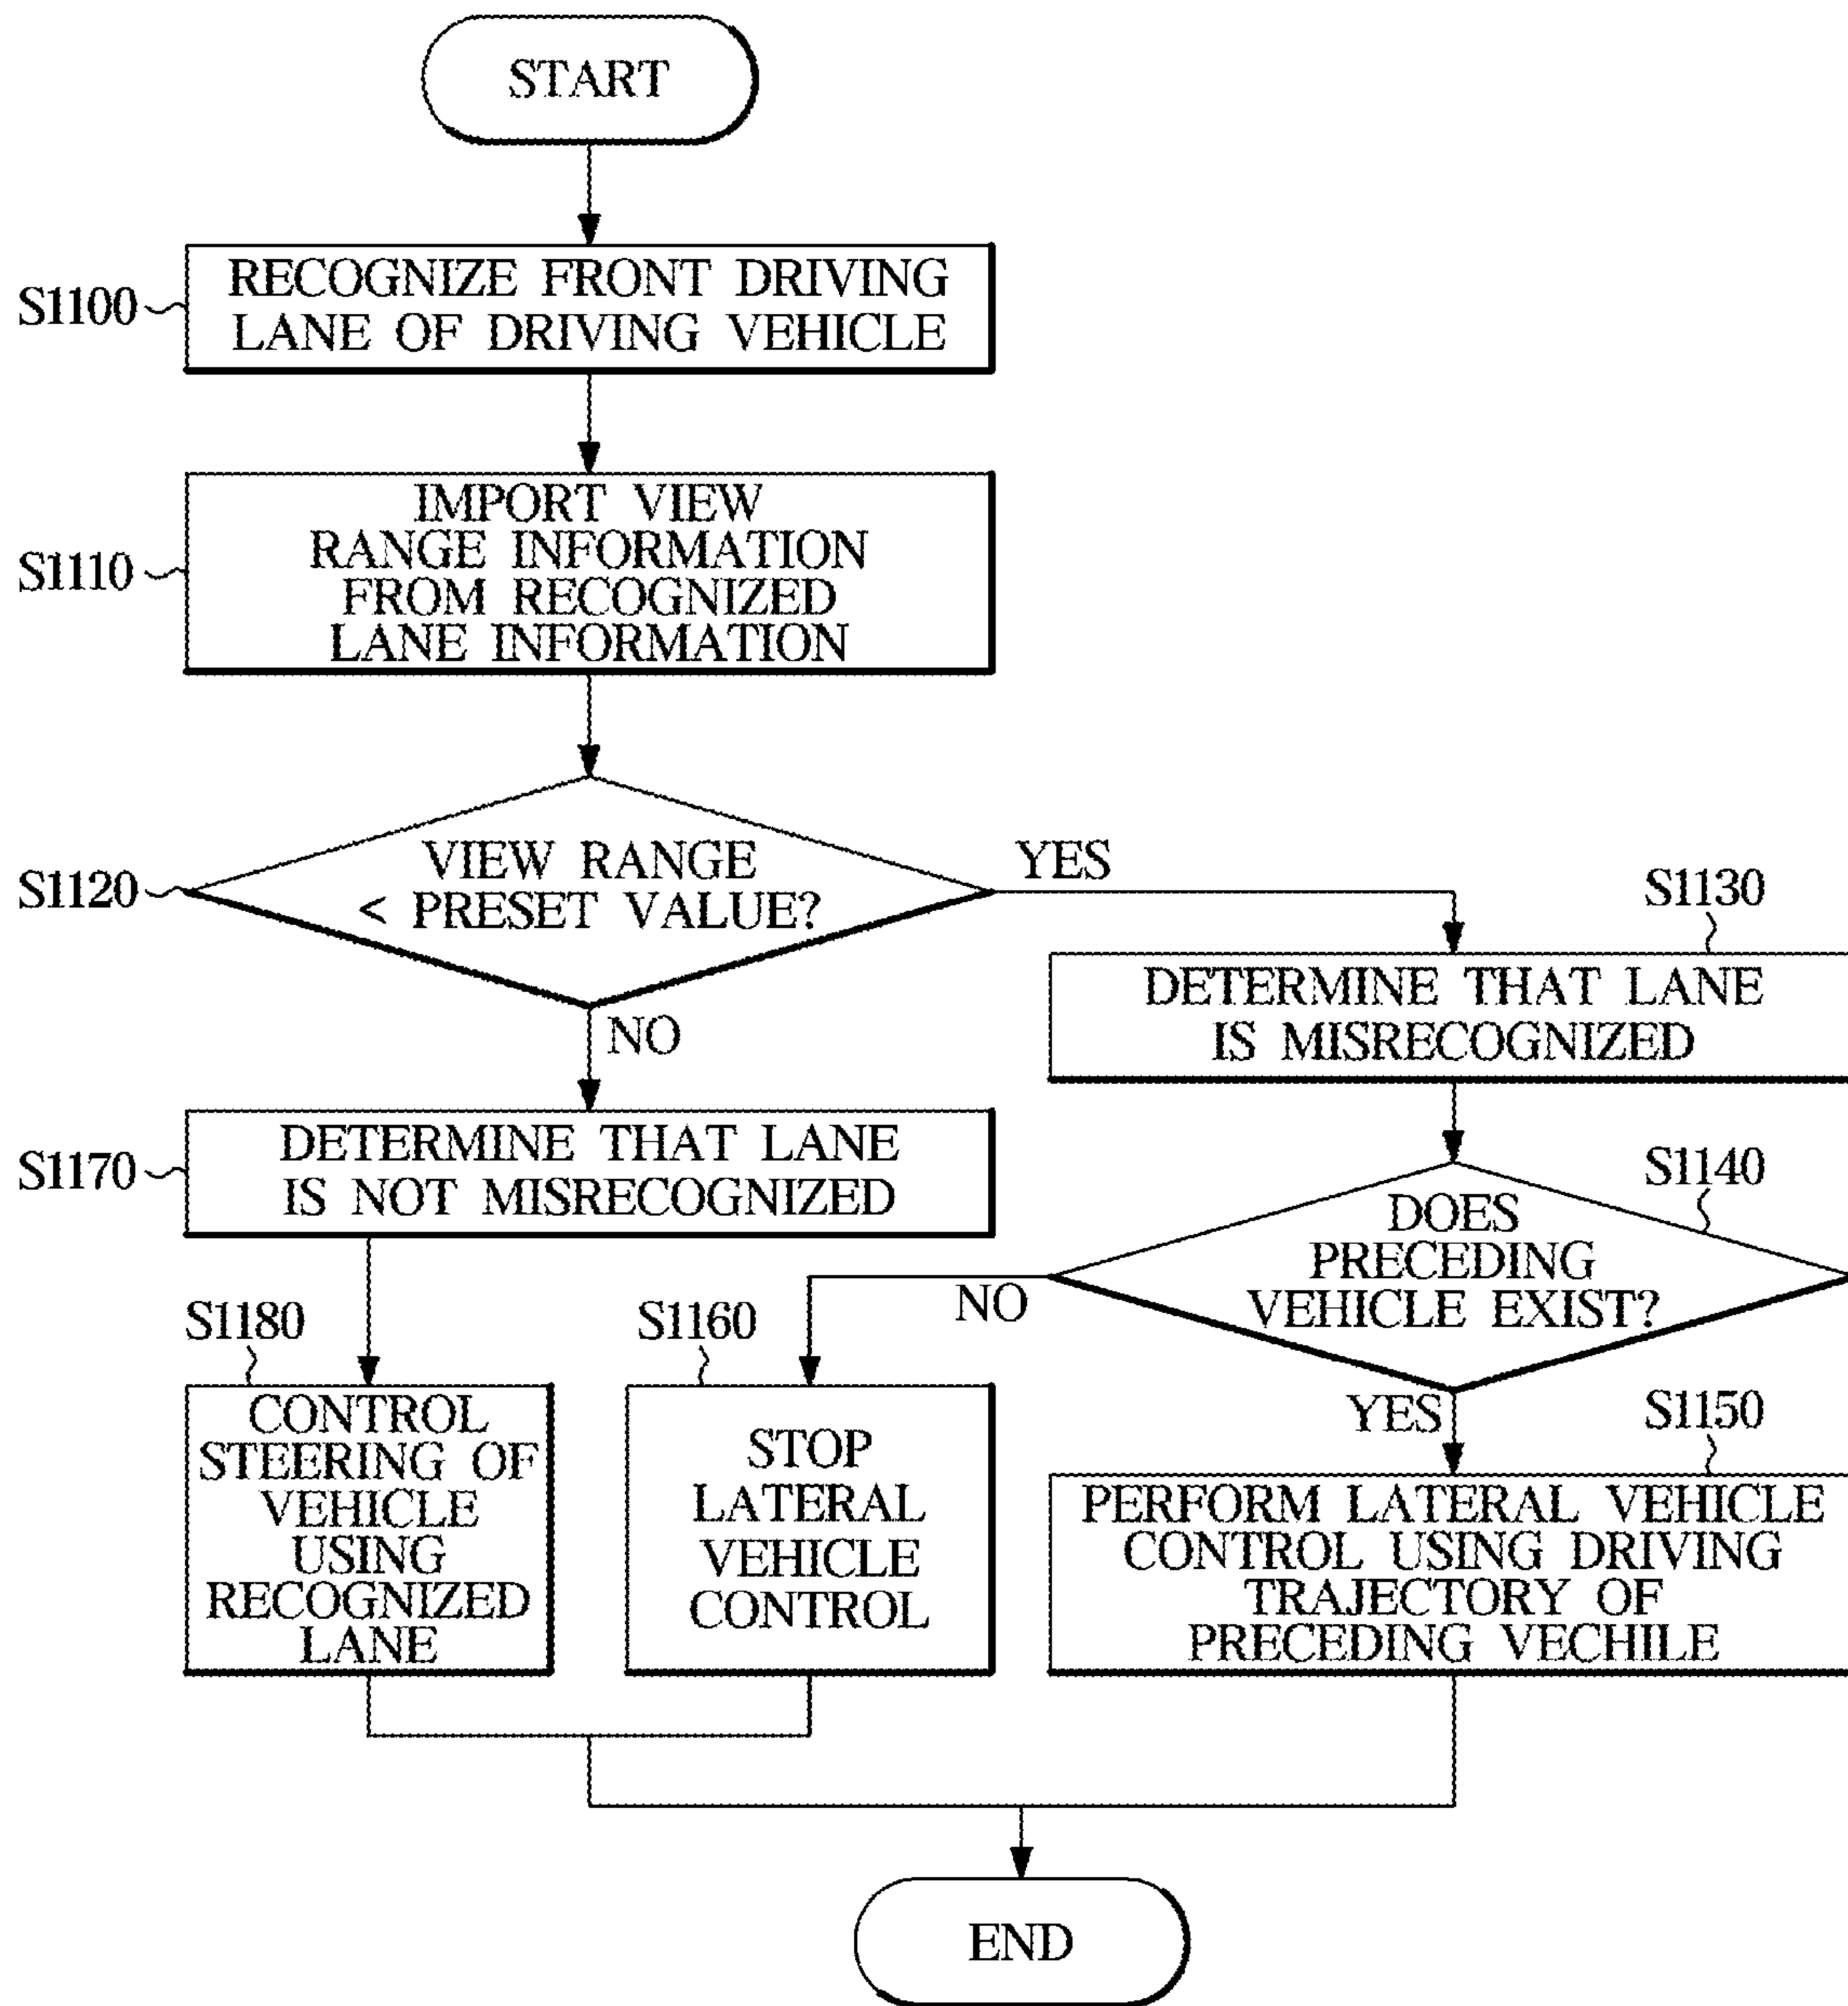 START
S1100
RECOGNIZE FRONT DRIVING
LANE OF DRIVING VEHICLE
S1110
IMPORT VIEW
RANGE INFORMATION
FROM RECOGNIZED
LANE INFORMATION
S1120
VIEW RANGE
< PRESET VALUE?
YES
NO
S1130
DETERMINE THAT LANE
IS MISRECOGNIZED
S1170
DETERMINE THAT LANE
IS NOT MISRECOGNIZED
S1140
DOES
PRECEDING
VEHICLE EXIST?
NO
YES
S1180
CONTROL
STEERING OF
VEHICLE
USING
RECOGNIZED
LANE
S1160
STOP
LATERAL
VEHICLE
CONTROL
S1150
PERFORM LATERAL VEHICLE
CONTROL USING DRIVING
TRAJECTORY OF
PRECEDING VECHILE
END